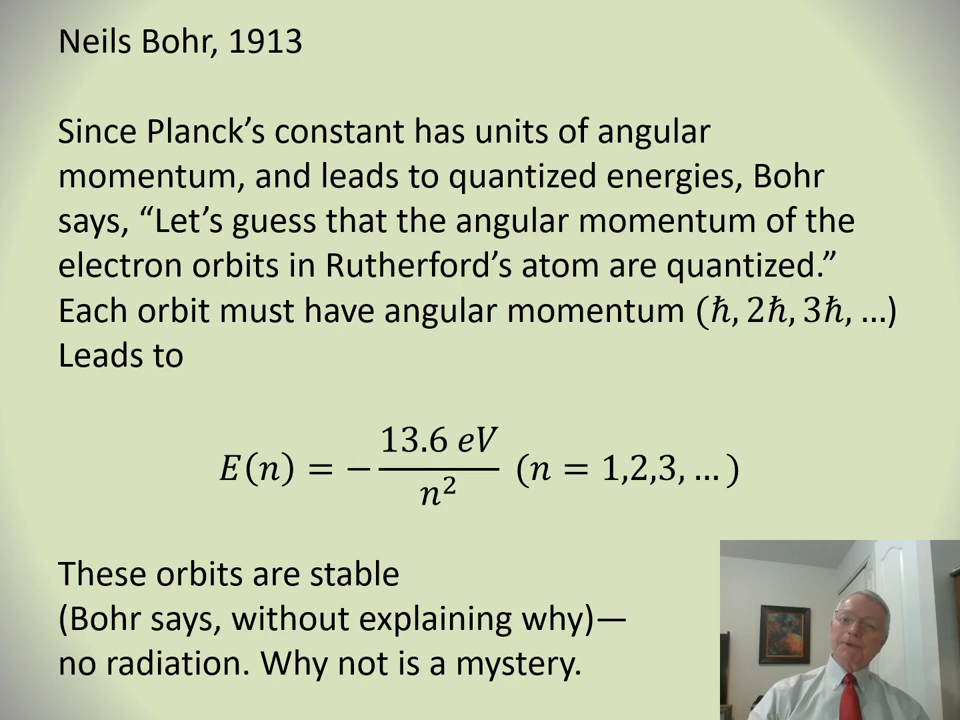 Neils Bohr, 1913
Since Planck’s constant has units of angular
momentum, and leads to quantized energies, Bohr
says, “Let’s guess that the angular momentum of the
electron orbits in Rutherford’s atom are quantized.”
Each orbit must have angular momentum (ℏ, 2ℏ, 3ℏ, …)
Leads to
E(n) = −13.6 eV/n² (n = 1,2,3, … )
These orbits are stable
(Bohr says, without explaining why)—
no radiation. Why not is a mystery.